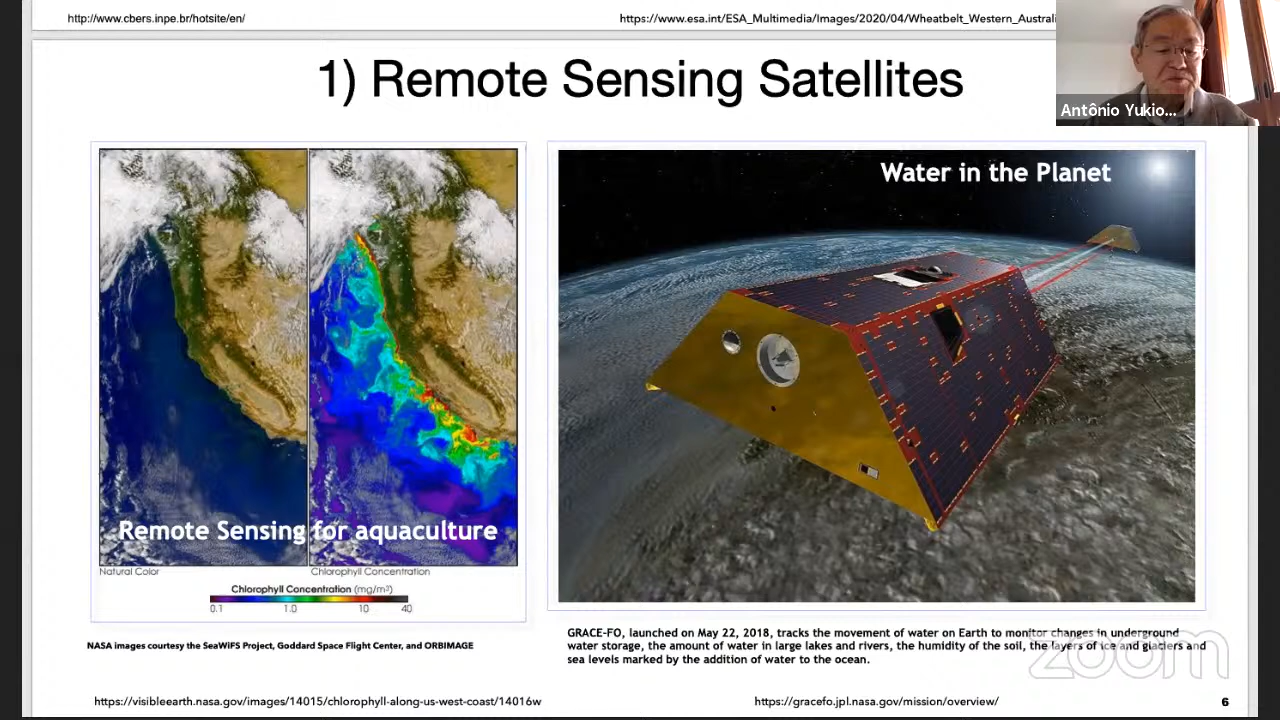 http://www.cbers.inpe.br/hotsite/en/
https://www.esa.int/ESA_Multimedia/Images/2020/04/Wheatbelt_Western_Australi
1) Remote Sensing Satellites
Antônio Yukio...
Water in the Planet
Remote Sensing for aquaculture
Natural Color
Chlorophyll Concentration
Chlorophyll Concentration (mg/m³)
0.1 1.0 10 40
NASA images courtesy the SeaWiFS Project, Goddard Space Flight Center, and ORBIMAGE
GRACE-FO, launched on May 22, 2018, tracks the movement of water on Earth to monitor changes in underground
water storage, the amount of water in large lakes and rivers, the humidity of the soil, the layers of ice and glaciers and
sea levels marked by the addition of water to the ocean.
zoom
https://visibleearth.nasa.gov/images/14015/chlorophyll-along-us-west-coast/14016w
https://gracefo.jpl.nasa.gov/mission/overview/
6